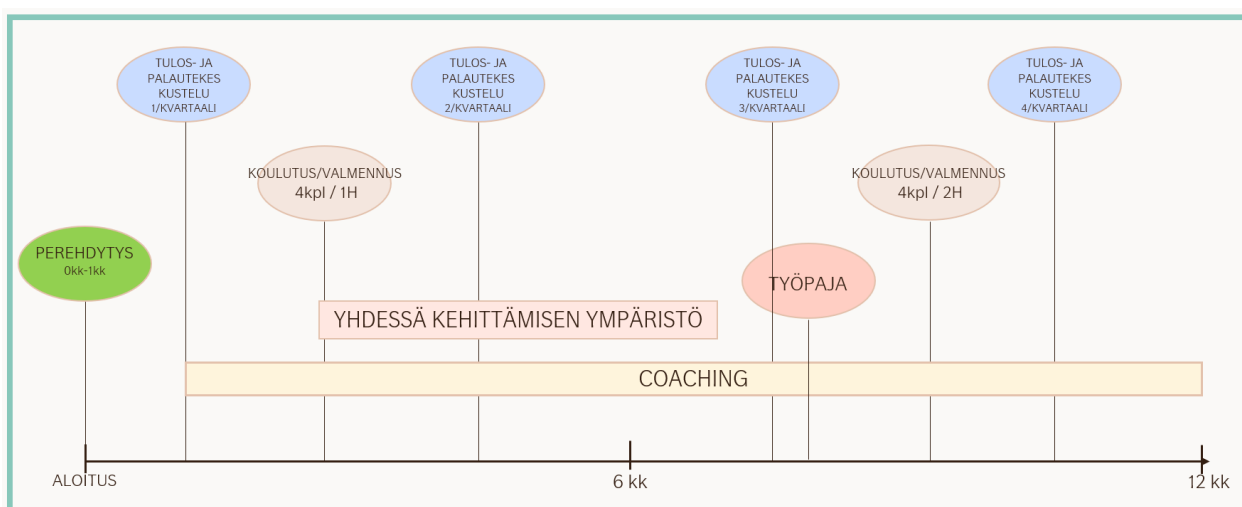 TULOS- JA
PALAUTEKES
KUSTELU
1/KVARTAALI
TULOS- JA
PALAUTEKES
KUSTELU
2/KVARTAALI
TULOS- JA
PALAUTEKES
KUSTELU
3/KVARTAALI
TULOS- JA
PALAUTEKES
KUSTELU
4/KVARTAALI
KOULUTUS/VALMENNUS
4kpl / 1H
KOULUTUS/VALMENNUS
4kpl / 2H
PEREHDYTYS
0kk-1kk
TYÖPAJA
YHDESSÄ KEHITTÄMISEN YMPÄRISTÖ
COACHING
ALOITUS
6 kk
12 kk